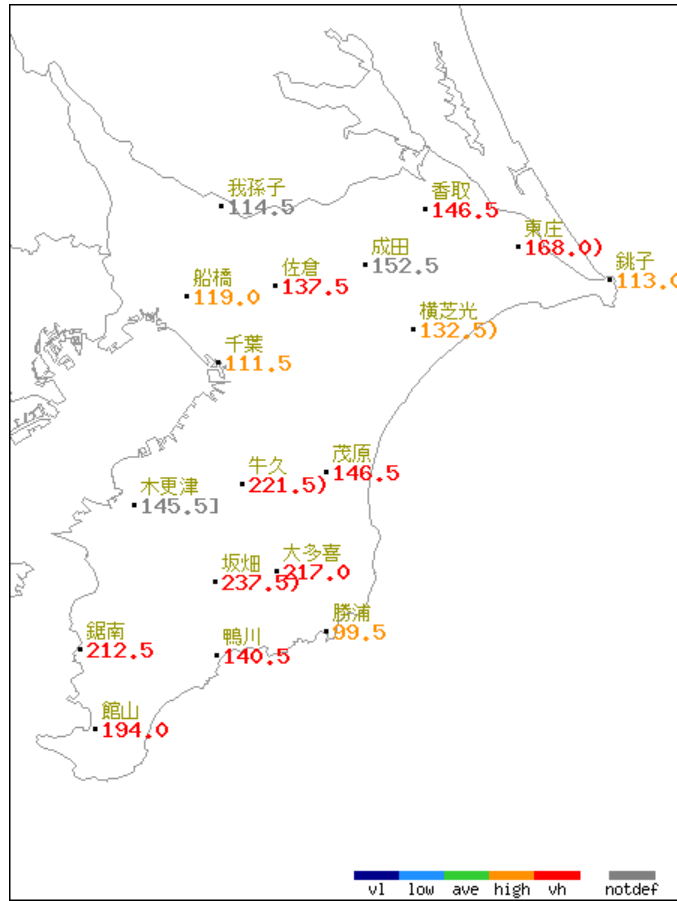 我孫子
114.5
香取
146.5
東庄
168.0)
成田
152.5
佐倉
137.5
船橋
119.0
銚子
113.0
横芝光
132.5)
千葉
111.5
茂原
146.5
牛久
221.5)
木更津
145.5]
大多喜
217.0
坂畑
237.5)
勝浦
99.5
鋸南
212.5
鴨川
140.5
館山
194.0
vl low ave high vh notdef